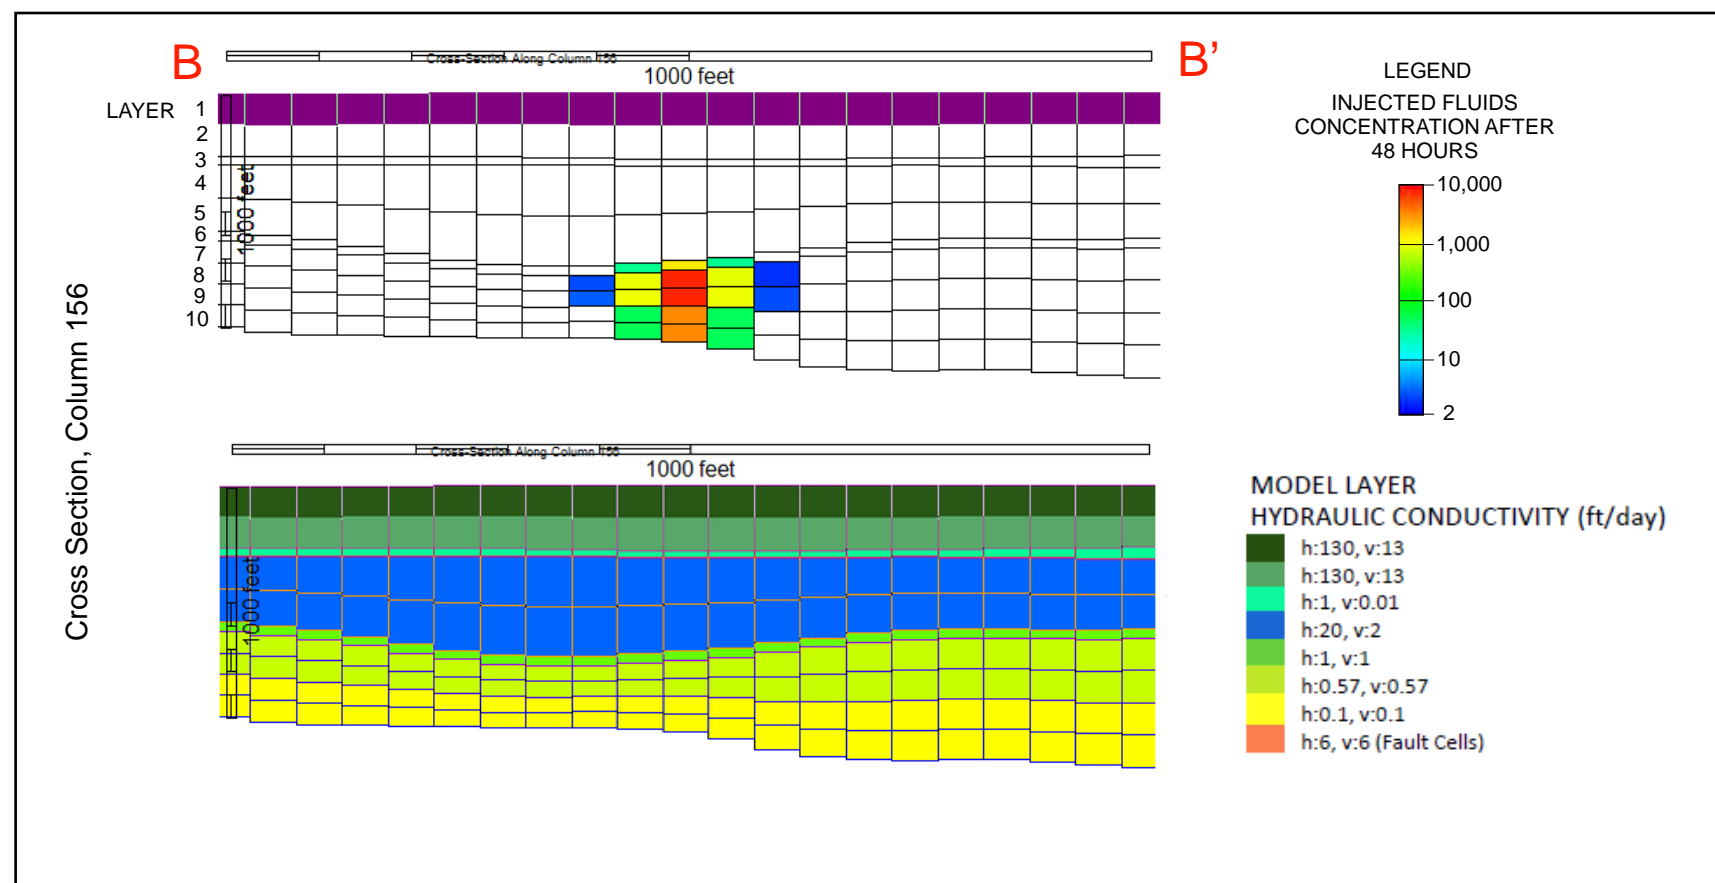 B
Cross-Section Along Column 156
1000 feet
B'
LAYER
1
2
3
4
5
6
7
8
9
10
1000 feet
Cross Section, Column 156
LEGEND
INJECTED FLUIDS
CONCENTRATION AFTER
48 HOURS
10,000
1,000
100
10
2
Cross-Section Along Column 156
1000 feet
1000 feet
MODEL LAYER
HYDRAULIC CONDUCTIVITY (ft/day)
h:130, v:13
h:130, v:13
h:1, v:0.01
h:20, v:2
h:1, v:1
h:0.57, v:0.57
h:0.1, v:0.1
h:6, v:6 (Fault Cells)